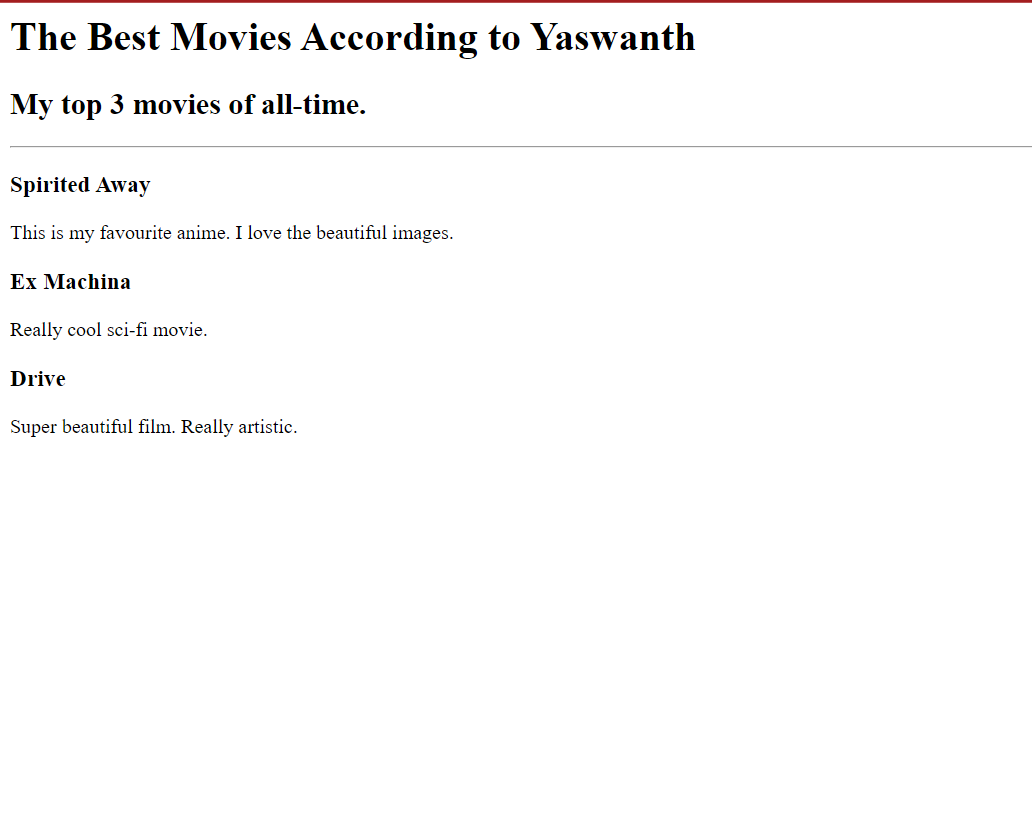 The Best Movies According to Yaswanth
My top 3 movies of all-time.
Spirited Away
This is my favourite anime. I love the beautiful images.
Ex Machina
Really cool sci-fi movie.
Drive
Super beautiful film. Really artistic.